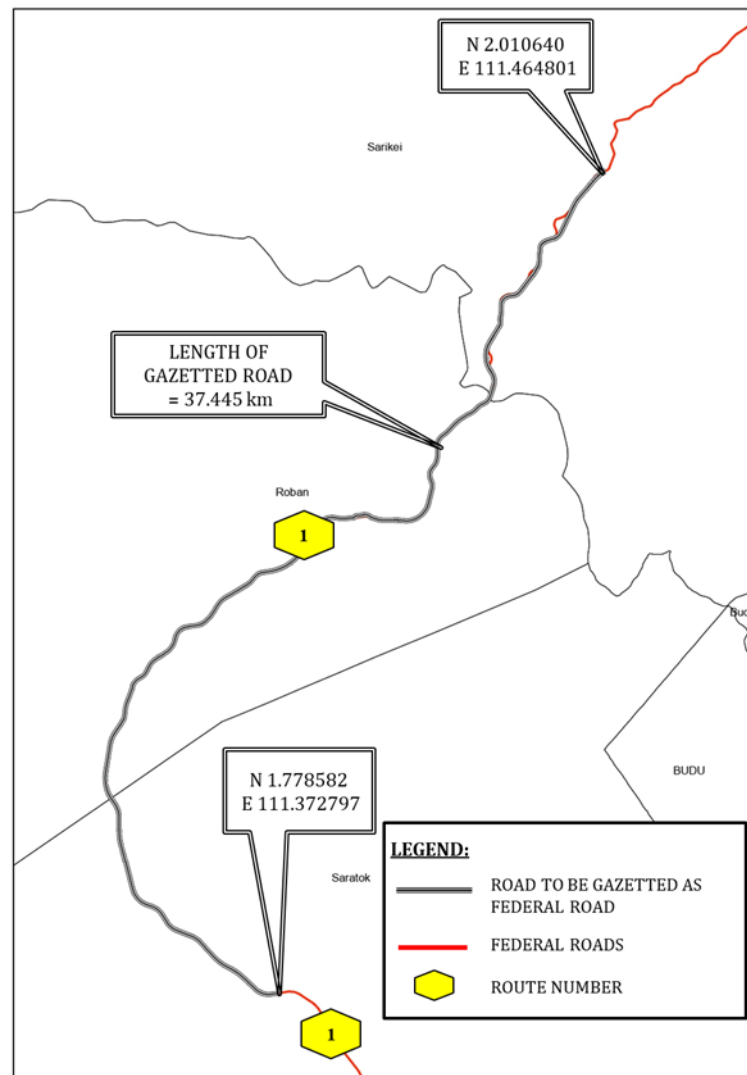 N 2.010640
E 111.464801
Sarikei
LENGTH OF
GAZETTED ROAD
= 37.445 km
Roban
1
BUDU
N 1.778582
E 111.372797
Saratok
1
LEGEND:
ROAD TO BE GAZETTED AS
FEDERAL ROAD
FEDERAL ROADS
ROUTE NUMBER